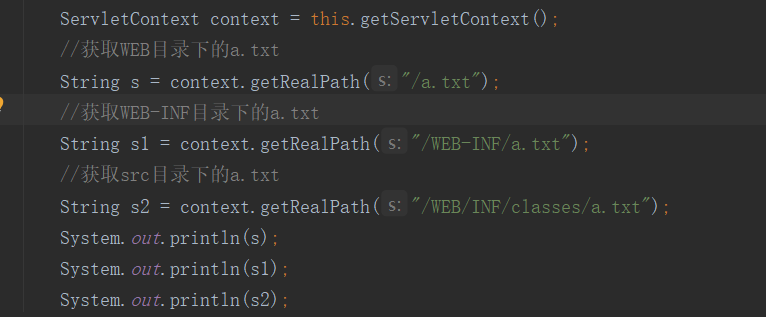 ServletContext context = this.getServletContext();
//获取WEB目录下的a.txt
String s = context.getRealPath( s: "/a.txt");
//获取WEB-INF目录下的a.txt
String s1 = context.getRealPath( s: "/WEB-INF/a.txt");
//获取src目录下的a.txt
String s2 = context.getRealPath( s: "/WEB/INF/classes/a.txt");
System.out.println(s);
System.out.println(s1);
System.out.println(s2);